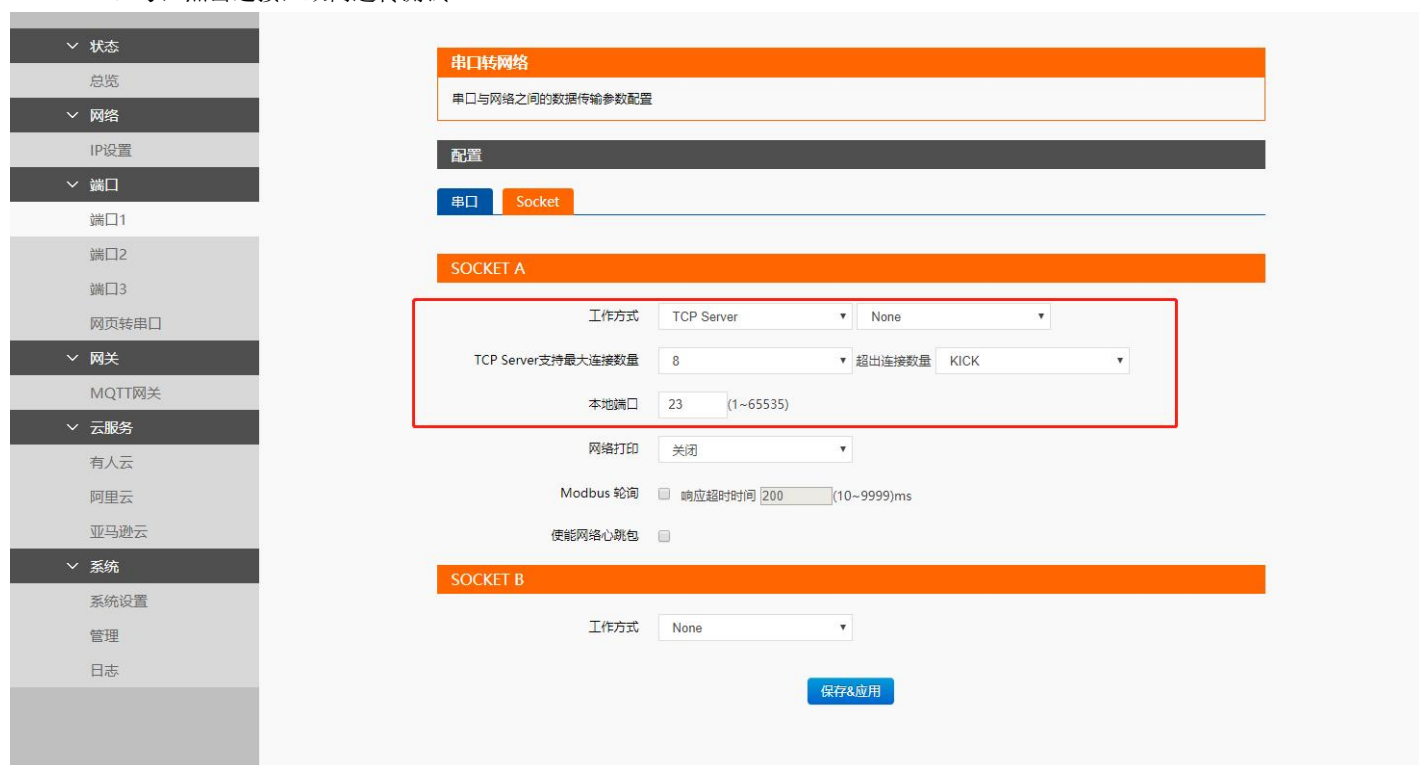 状态
总览
网络
IP设置
端口
端口1
端口2
端口3
网页转串口
网关
MQTT网关
云服务
有人云
阿里云
亚马逊云
系统
系统设置
管理
日志
串口转网络
串口与网络之间的数据传输参数配置
配置
串口 Socket
SOCKET A
工作方式 TCP Server None
TCP Server支持最大连接数量 8 超出连接数量 KICK
本地端口 23 (1~65535)
网络打印 关闭
Modbus 轮询 响应超时时间 200 (10~9999)ms
使能网络心跳包
SOCKET B
工作方式 None
保存&应用